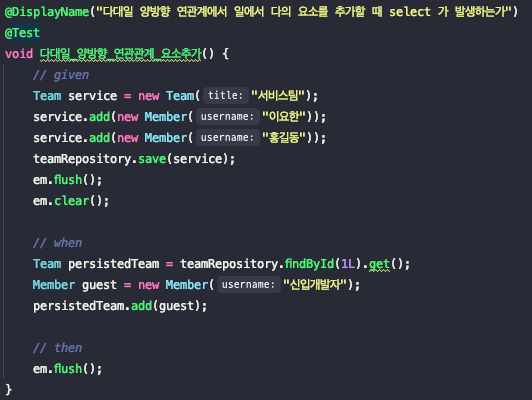 @DisplayName("다대일 양방향 연관관계에서 일에서 다의 요소를 추가할 때 select 가 발생하는가")
@Test
void 다대일_양방향_연관관계_요소추가() {
// given
Team service = new Team( title: "서비스팀");
service.add(new Member( username: "이요한"));
service.add(new Member( username: "홍길동"));
teamRepository.save(service);
em.flush();
em.clear();
// when
Team persistedTeam = teamRepository.findById(1L).get();
Member guest = new Member( username: "신입개발자");
persistedTeam.add(guest);
// then
em.flush();
}